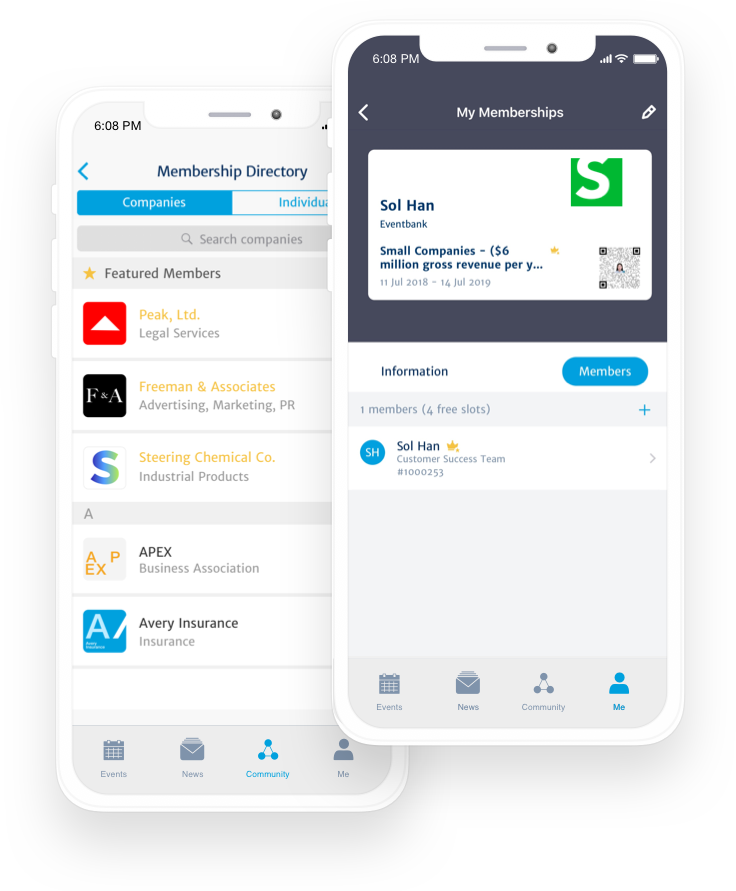 6:08 PM
Membership Directory
Companies
Individua
Search companies
Featured Members
Peak, Ltd.
Legal Services
F&A
Freeman & Associates
Advertising, Marketing, PR
S
Steering Chemical Co.
Industrial Products
A
A P
EX
APEX
Business Association
A/
Avery
Insurance
Avery Insurance
Insurance
Events
News
Community
Me
6:08 PM
My Memberships
S
Sol Han
Eventbank
Small Companies - ($6
million gross revenue per y...
11 Jul 2018 - 14 Jul 2019
Information
Members
1 members (4 free slots)
SH
Sol Han
Customer Success Team
#1000253
Events
News
Community
Me